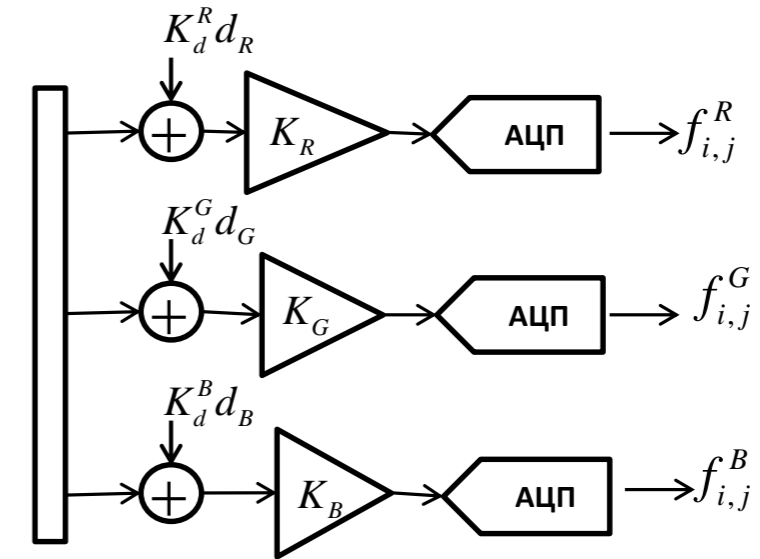 K_d^R d_R
+ K_R АЦП f_{i,j}^R
K_d^G d_G
+ K_G АЦП f_{i,j}^G
K_d^B d_B
+ K_B АЦП f_{i,j}^B